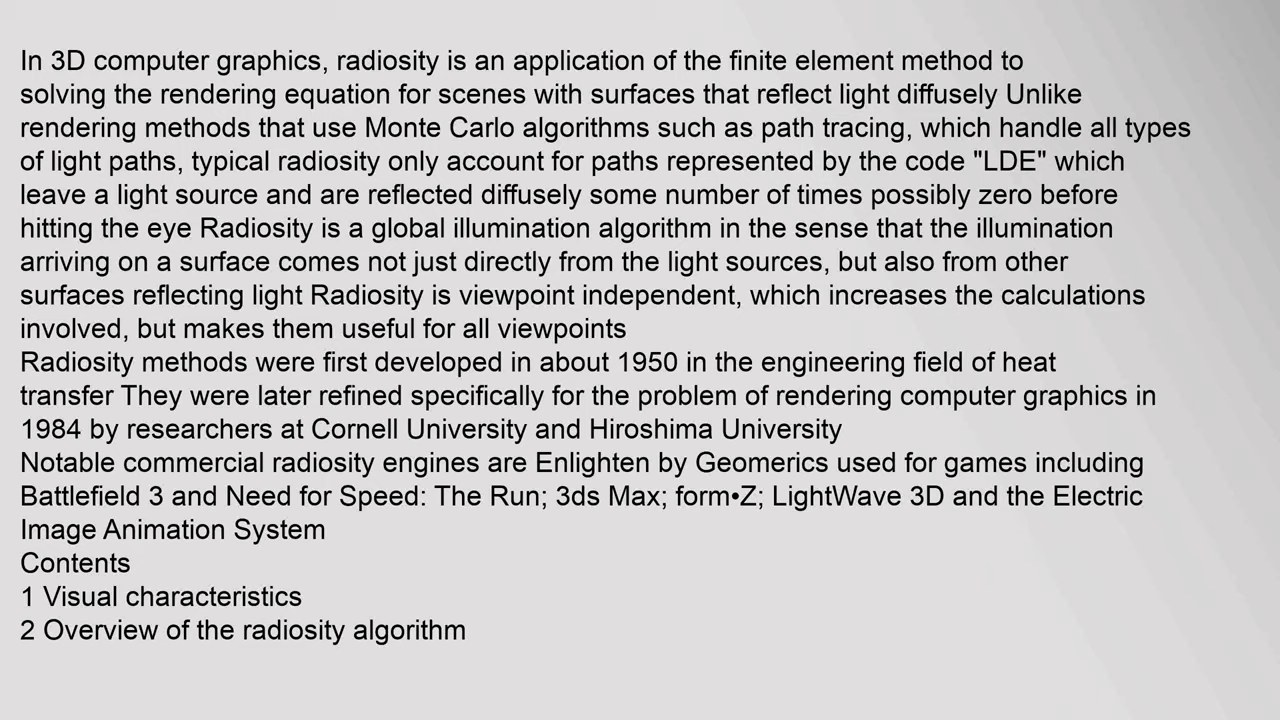 In 3D computer graphics, radiosity is an application of the finite element method to
solving the rendering equation for scenes with surfaces that reflect light diffusely Unlike
rendering methods that use Monte Carlo algorithms such as path tracing, which handle all types
of light paths, typical radiosity only account for paths represented by the code "LDE" which
leave a light source and are reflected diffusely some number of times possibly zero before
hitting the eye Radiosity is a global illumination algorithm in the sense that the illumination
arriving on a surface comes not just directly from the light sources, but also from other
surfaces reflecting light Radiosity is viewpoint independent, which increases the calculations
involved, but makes them useful for all viewpoints
Radiosity methods were first developed in about 1950 in the engineering field of heat
transfer They were later refined specifically for the problem of rendering computer graphics in
1984 by researchers at Cornell University and Hiroshima University
Notable commercial radiosity engines are Enlighten by Geomerics used for games including
Battlefield 3 and Need for Speed: The Run; 3ds Max; form•Z; LightWave 3D and the Electric
Image Animation System
Contents
1 Visual characteristics
2 Overview of the radiosity algorithm